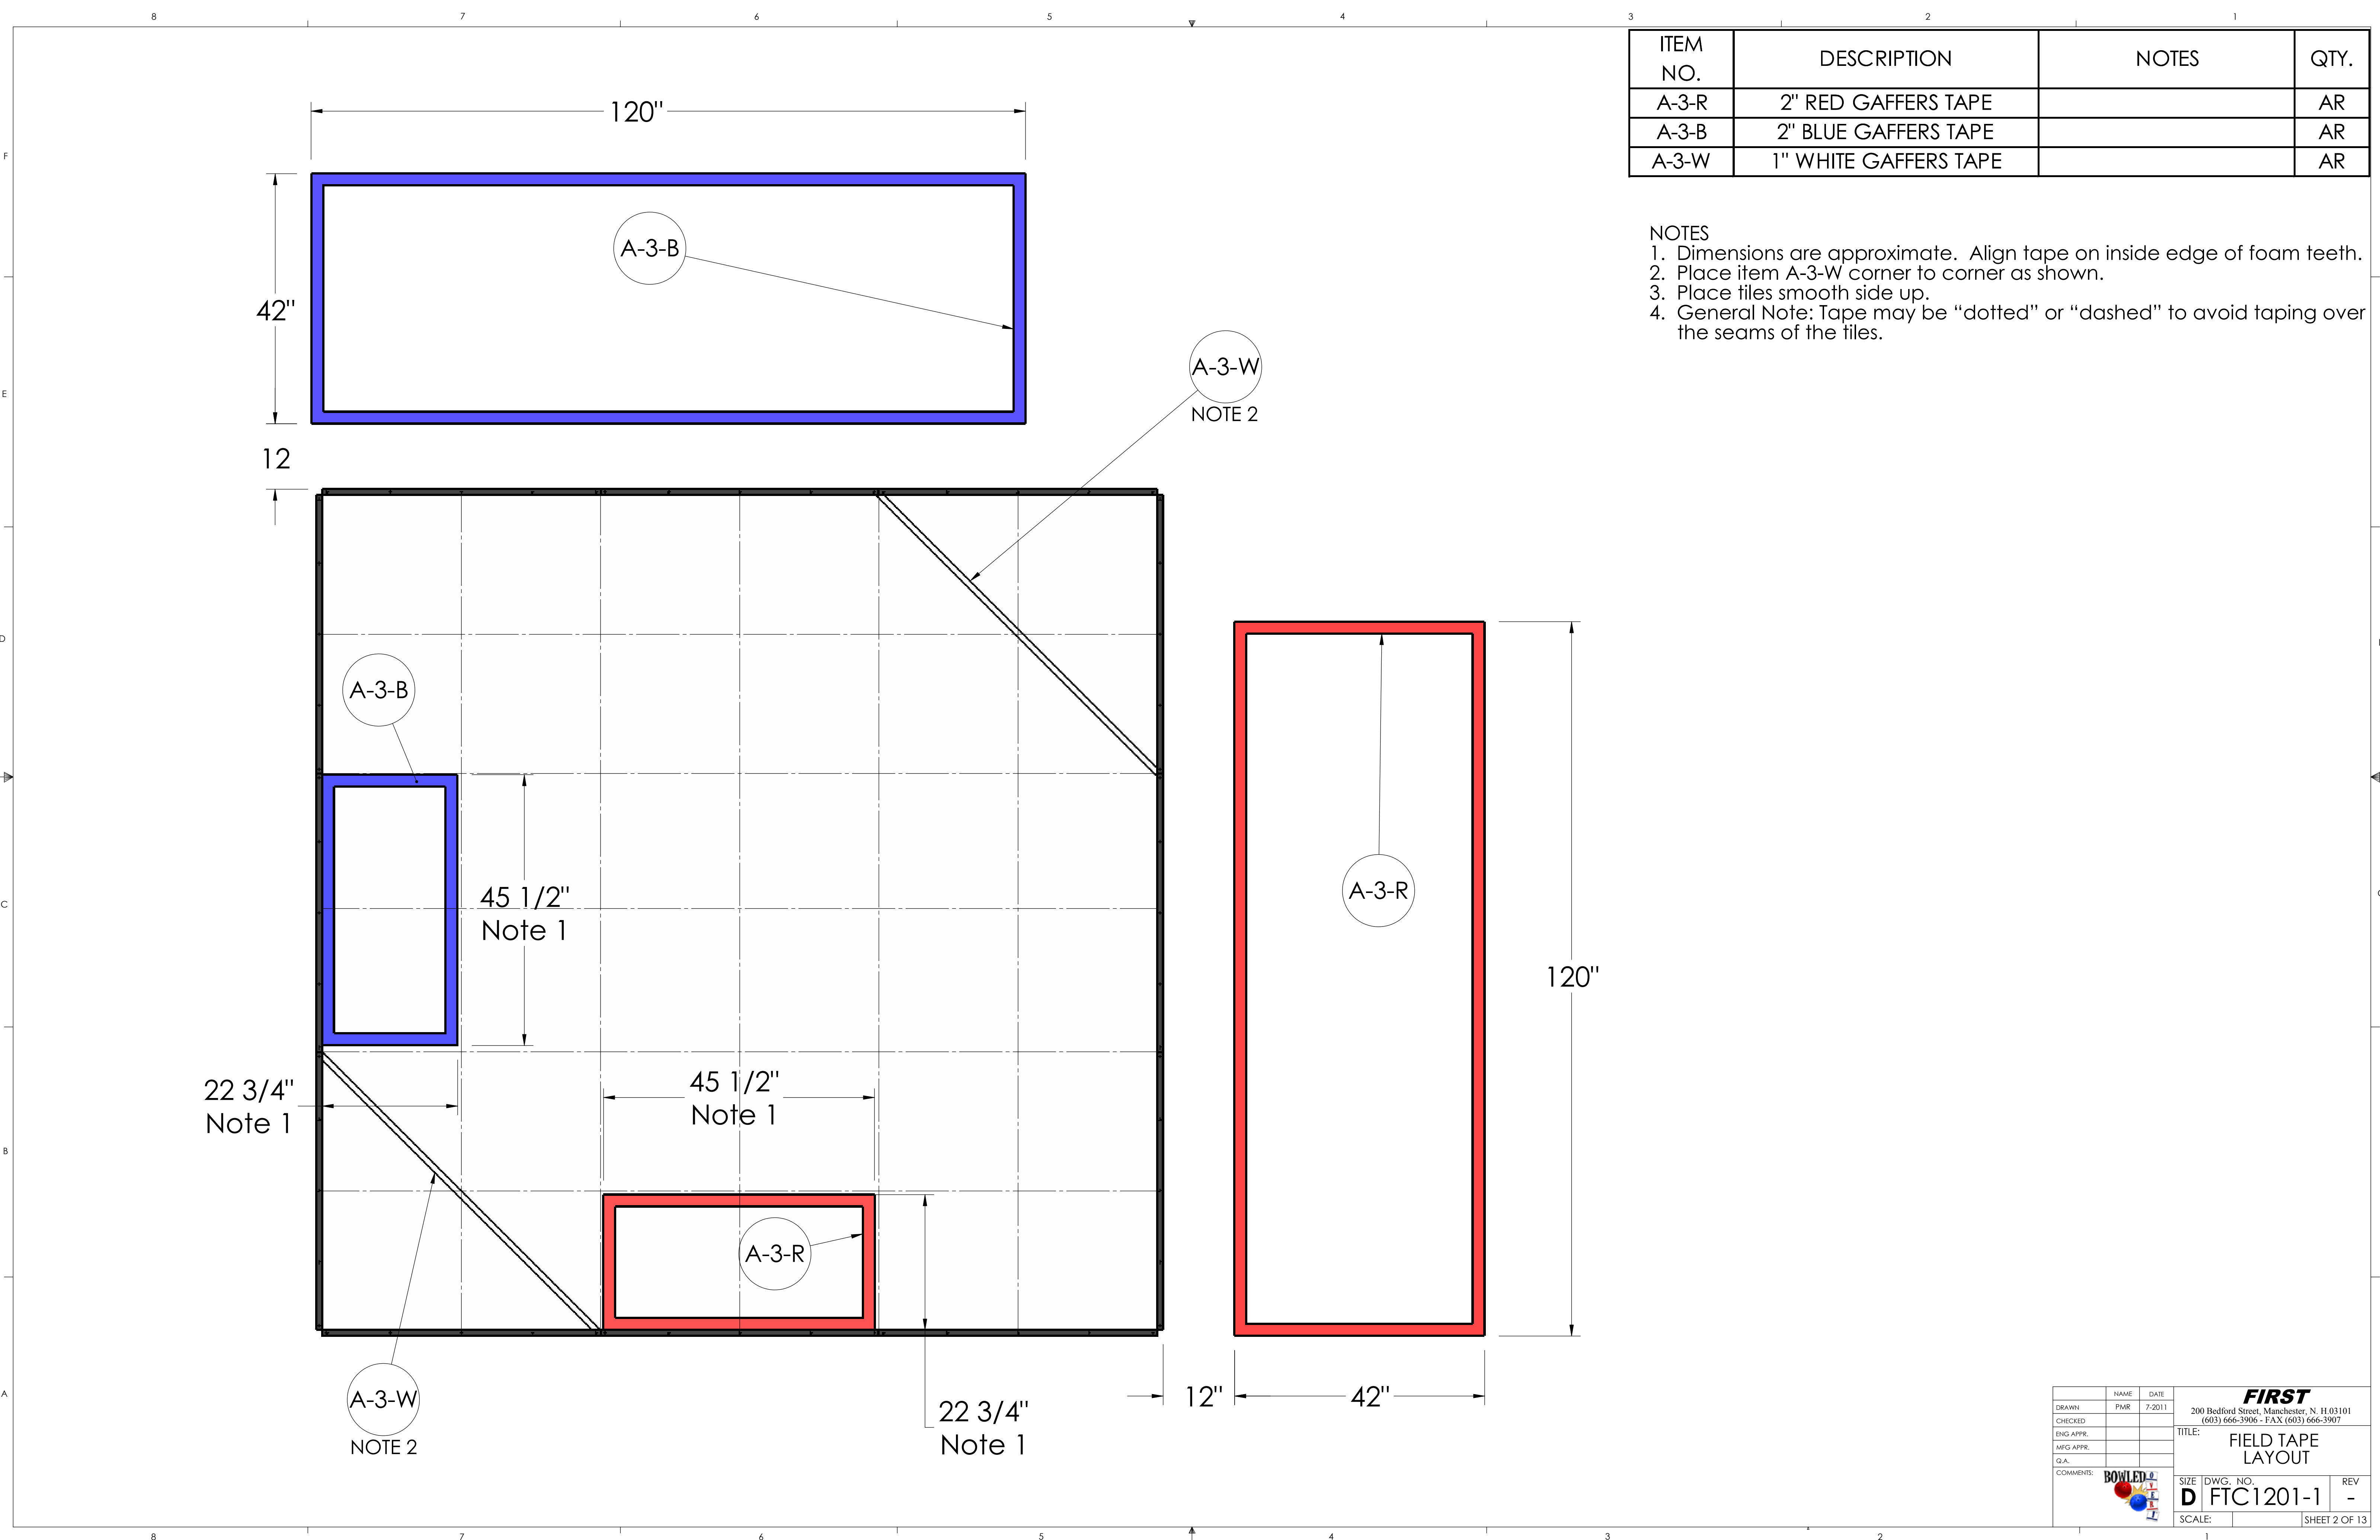 8 7 6 5 4 3 2 1
ITEM NO. DESCRIPTION NOTES QTY.
A-3-R 2" RED GAFFERS TAPE AR
A-3-B 2" BLUE GAFFERS TAPE AR
A-3-W 1" WHITE GAFFERS TAPE AR
NOTES
1. Dimensions are approximate. Align tape on inside edge of foam teeth.
2. Place item A-3-W corner to corner as shown.
3. Place tiles smooth side up.
4. General Note: Tape may be “dotted” or “dashed” to avoid taping over
the seams of the tiles.
120"
F
A-3-B
42"
A-3-W
NOTE 2
E
12
D
A-3-B
A-3-R
45 1/2"
Note 1
C
120"
22 3/4"
Note 1
45 1/2"
Note 1
B
A-3-R
A
A-3-W
NOTE 2
22 3/4"
Note 1
12"
42"
NAME DATE
DRAWN PMR 7-2011
CHECKED
ENG APPR.
MFG APPR.
Q.A.
COMMENTS:
BOWLED OVER!
FIRST
200 Bedford Street, Manchester, N. H.03101
(603) 666-3906 - FAX (603) 666-3907
TITLE:
FIELD TAPE
LAYOUT
SIZE DWG. NO. REV
D FTC1201-1 -
SCALE: SHEET 2 OF 13
8 7 6 5 4 3 2 1